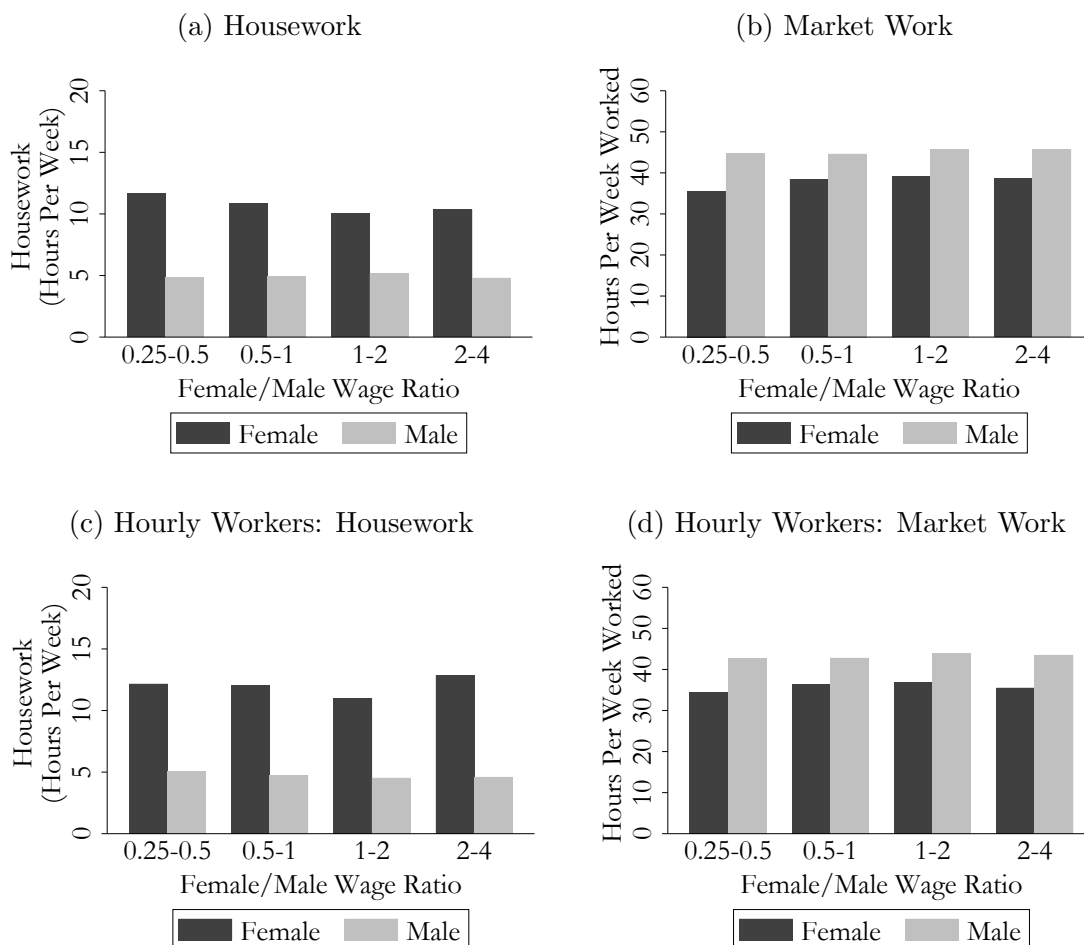 (a) Housework
Housework
(Hours Per Week)
20
15
10
5
0
0.25-0.5 0.5-1 1-2 2-4
Female/Male Wage Ratio
Female Male
(b) Market Work
Hours Per Week Worked
60
50
40
30
20
10
0
0.25-0.5 0.5-1 1-2 2-4
Female/Male Wage Ratio
Female Male
(c) Hourly Workers: Housework
Housework
(Hours Per Week)
20
15
10
5
0
0.25-0.5 0.5-1 1-2 2-4
Female/Male Wage Ratio
Female Male
(d) Hourly Workers: Market Work
Hours Per Week Worked
60
50
40
30
20
10
0
0.25-0.5 0.5-1 1-2 2-4
Female/Male Wage Ratio
Female Male